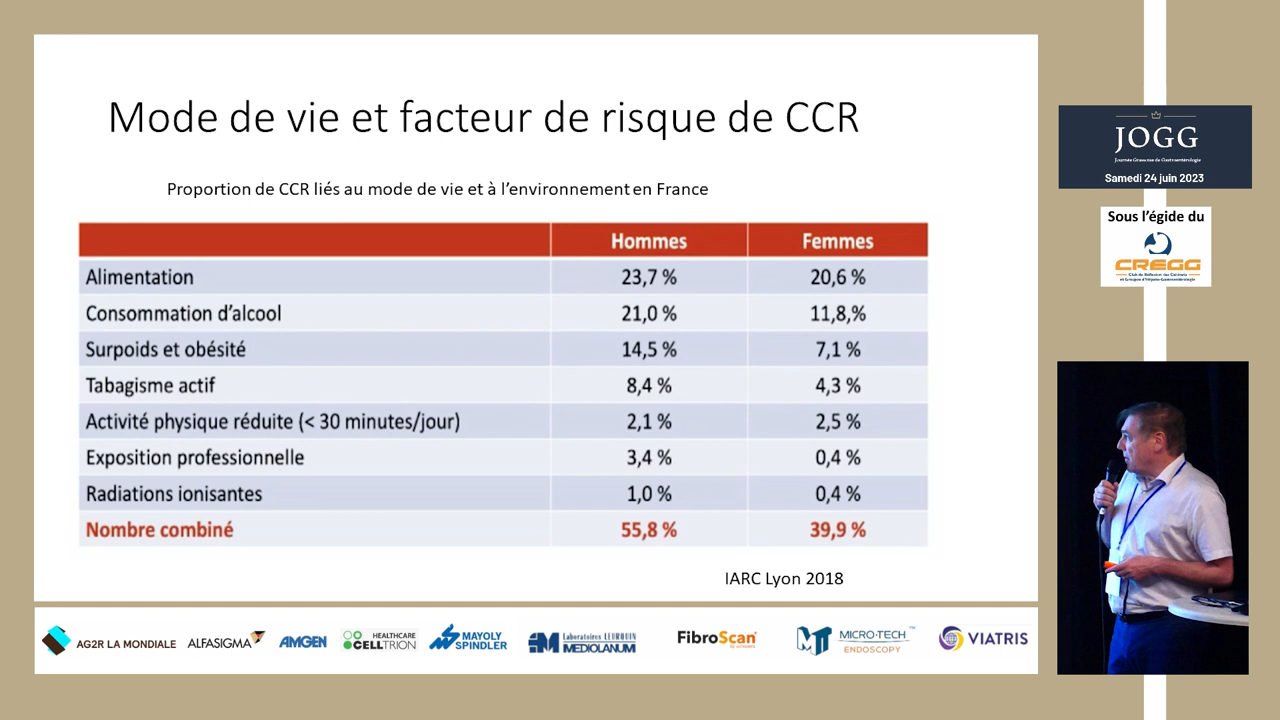 Mode de vie et facteur de risque de CCR
Proportion de CCR liés au mode de vie et à l’environnement en France
Hommes Femmes
Alimentation 23,7 % 20,6 %
Consommation d’alcool 21,0 % 11,8,%
Surpoids et obésité 14,5 % 7,1 %
Tabagisme actif 8,4 % 4,3 %
Activité physique réduite (< 30 minutes/jour) 2,1 % 2,5 %
Exposition professionnelle 3,4 % 0,4 %
Radiations ionisantes 1,0 % 0,4 %
Nombre combiné 55,8 % 39,9 %
IARC Lyon 2018
JOGG
Samedi 24 juin 2023
Sous l’égide du
CREGG
AG2R LA MONDIALE
ALFASIGMA
AMGEN
HEALTHCARE
CELLTRION
MAYOLY
SPINDLER
Laboratoires LEURQUIN
MEDIOLANUM
FibroScan
MICRO-TECH™
ENDOSCOPY
VIATRIS